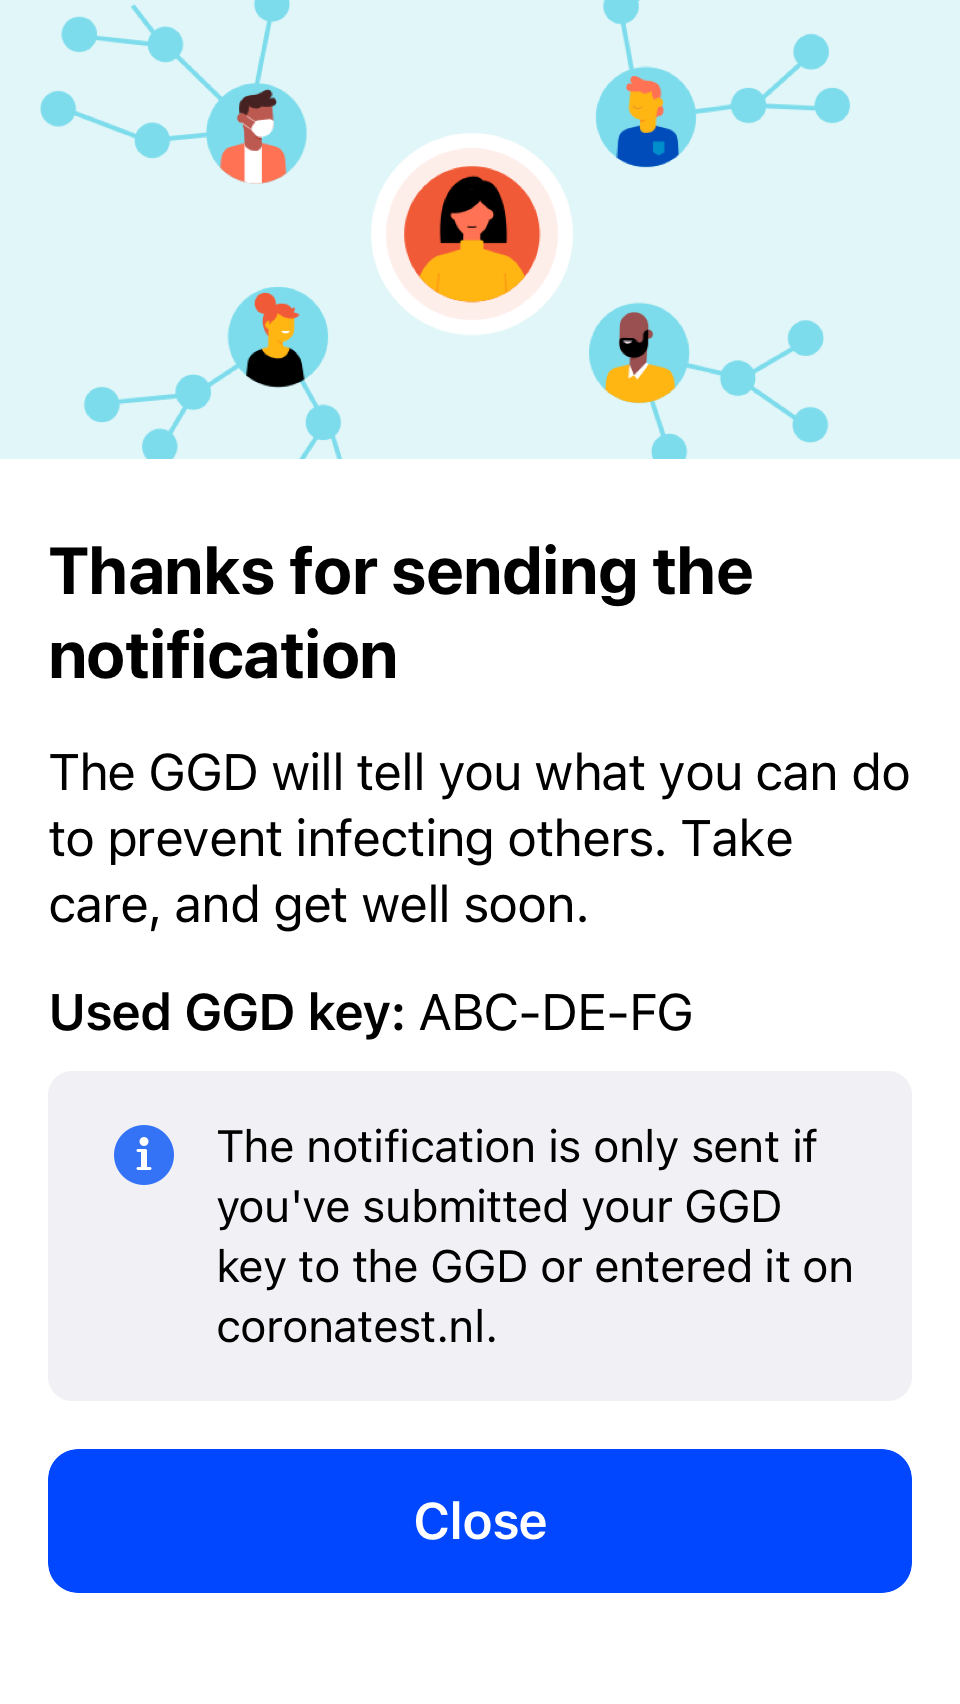 Thanks for sending the
notification
The GGD will tell you what you can do
to prevent infecting others. Take
care, and get well soon.
Used GGD key: ABC-DE-FG
The notification is only sent if
you've submitted your GGD
key to the GGD or entered it on
coronatest.nl.
Close